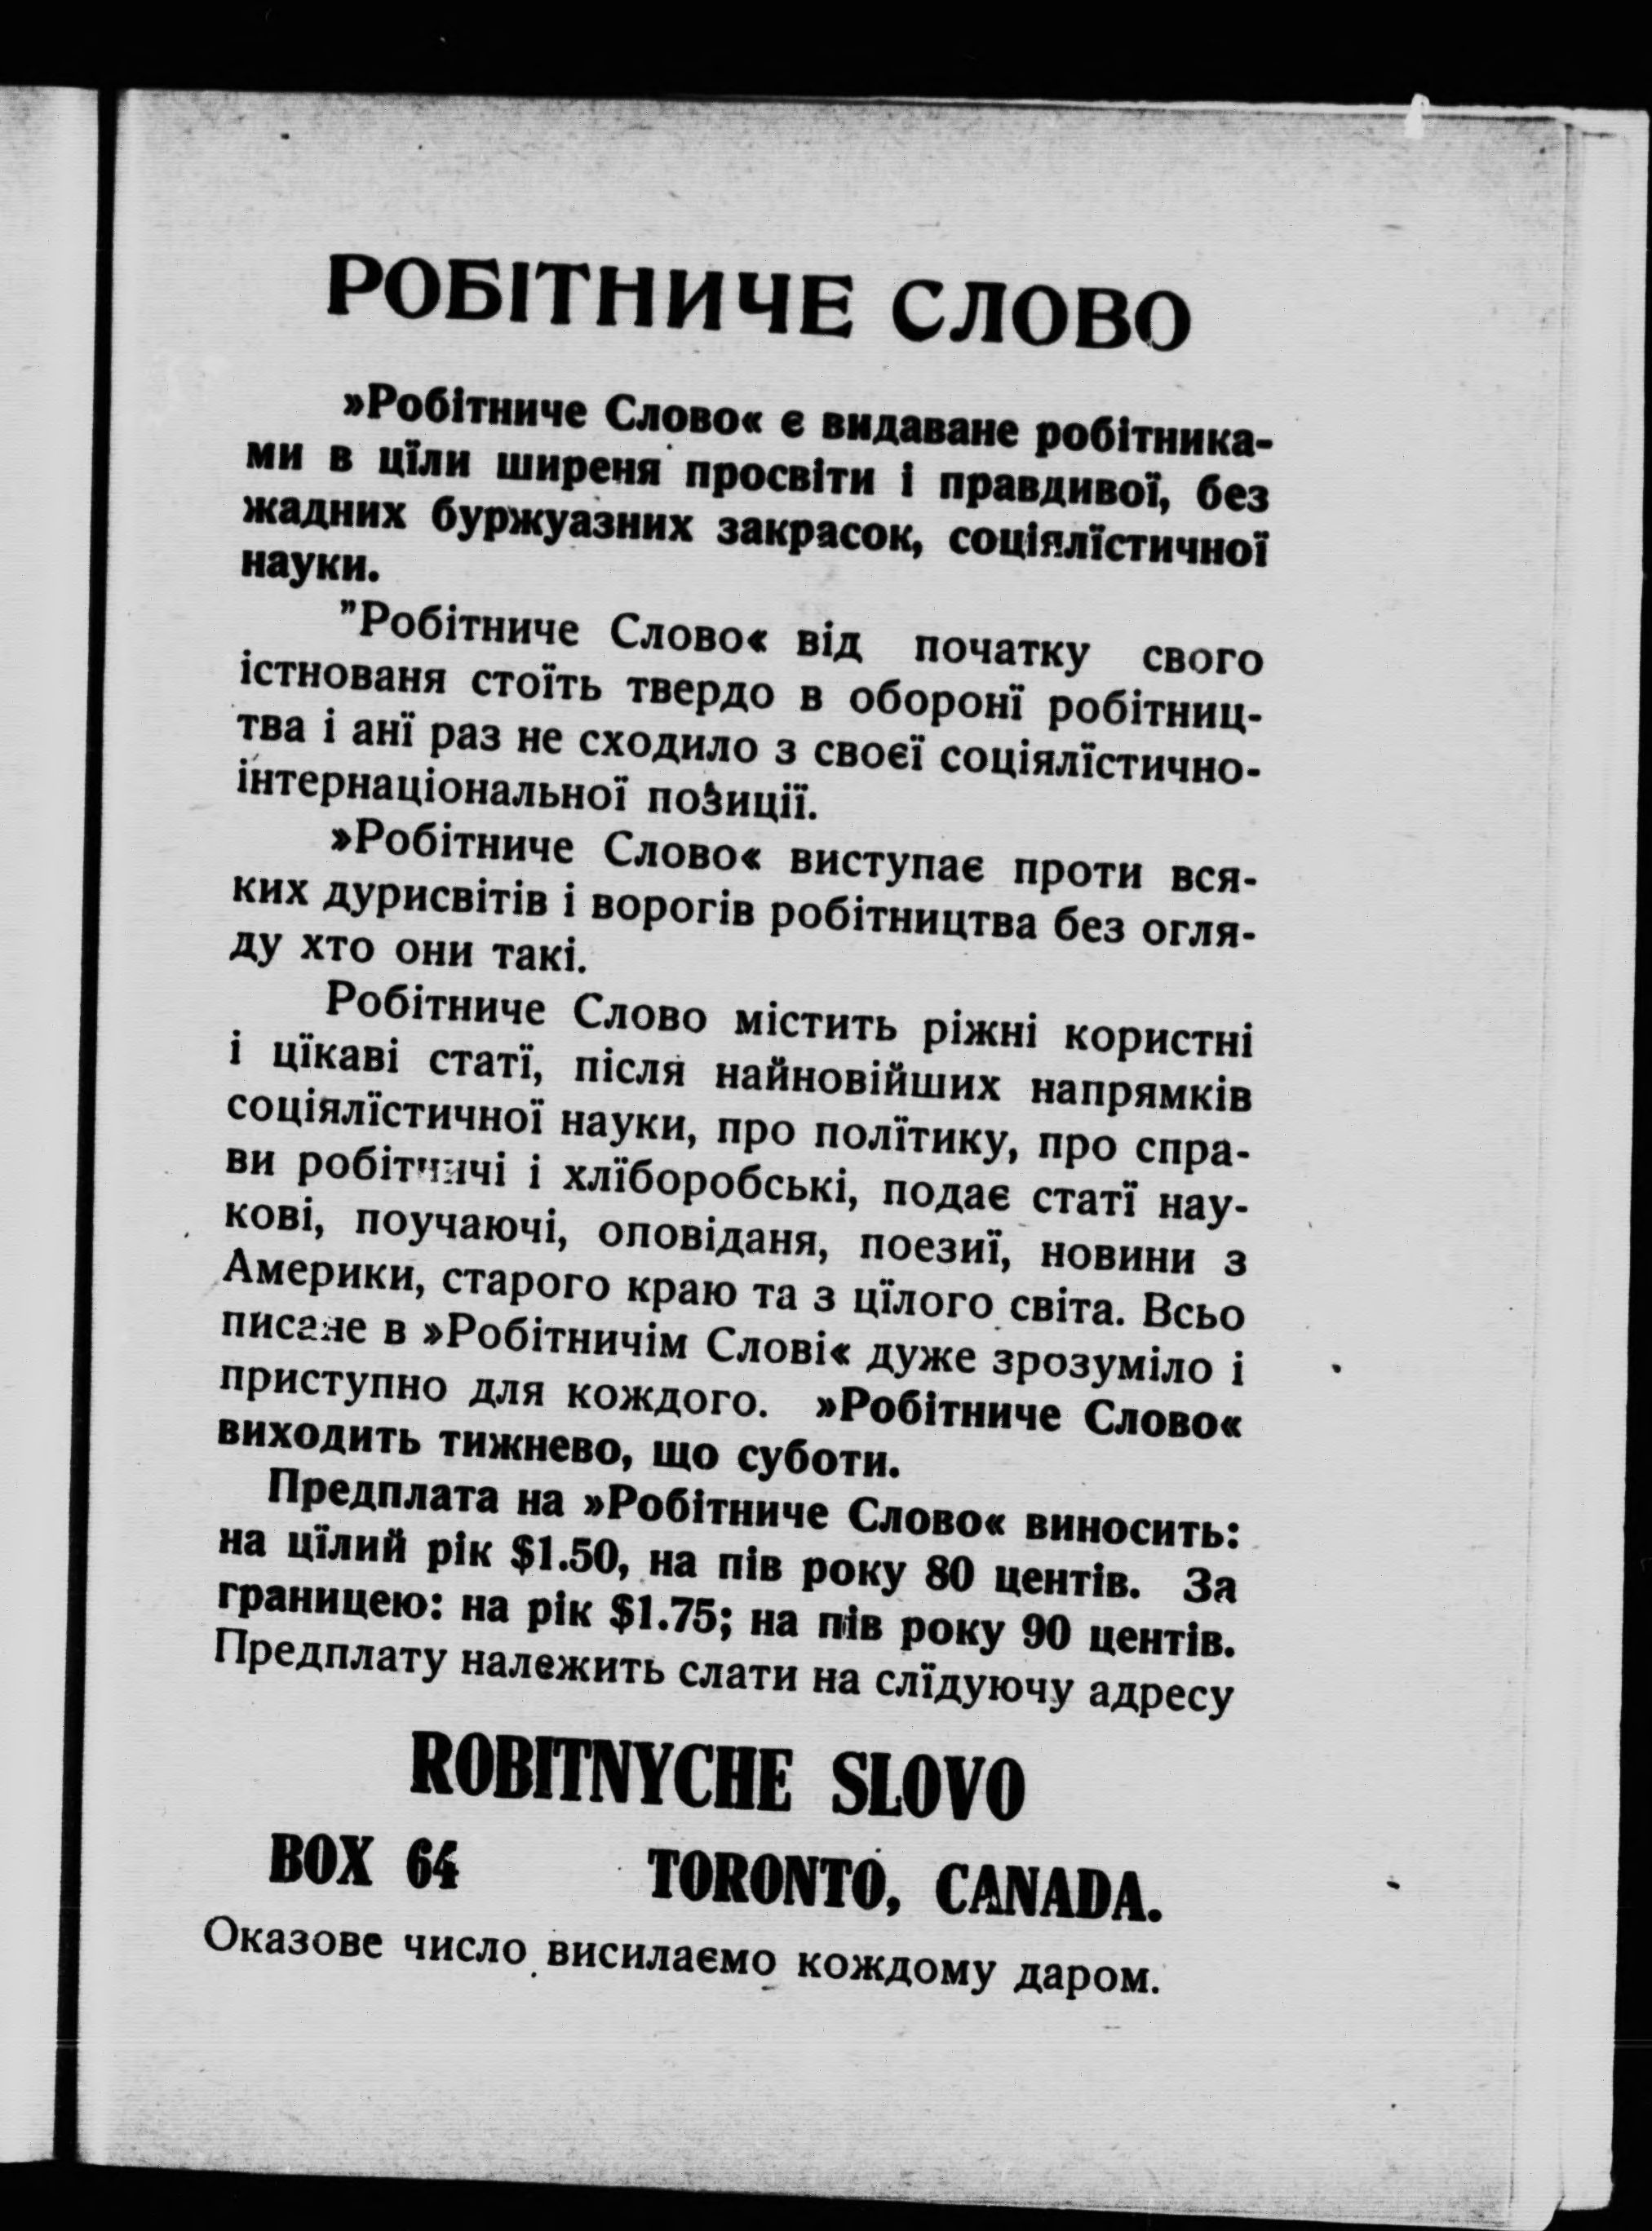 РОБІТНИЧЕ СЛОВО
»Робітниче Слово« є видаване робітника-
ми в цїли ширеня просвіти і правдивої, без
жадних буржуазних закрасок, соціялїстичної
науки.
”Робітниче Слово« від початку свого
істнованя стоїть твердо в оборонї робітниц-
тва і анї раз не сходило з своєї соціялїстично-
інтернаціональної позиції.
»Робітниче Слово« виступає проти вся-
ких дурисвітів і ворогів робітництва без огля-
ду хто они такі.
Робітниче Слово містить ріжні користні
і цїкаві статї, після найновійших напрямків
соціялїстичної науки, про полїтику, про спра-
ви робітничі і хлїборобські, подає статї нау-
кові, поучаючі, оповіданя, поезиї, новини з
Америки, старого краю та з цїлого світа. Всьо
писане в »Робітничім Слові« дуже зрозуміло і
приступно для кождого. »Робітниче Слово«
виходить тижнево, що суботи.
Предплата на »Робітниче Слово« виносить:
на цїлий рік $1.50, на пів року 80 центів. За
границею: на рік $1.75; на пів року 90 центів.
Предплату належить слати на слїдуючу адресу
ROBITNYCHE SLOVO
BOX 64 TORONTO, CANADA.
Оказове число висилаємо кождому даром.